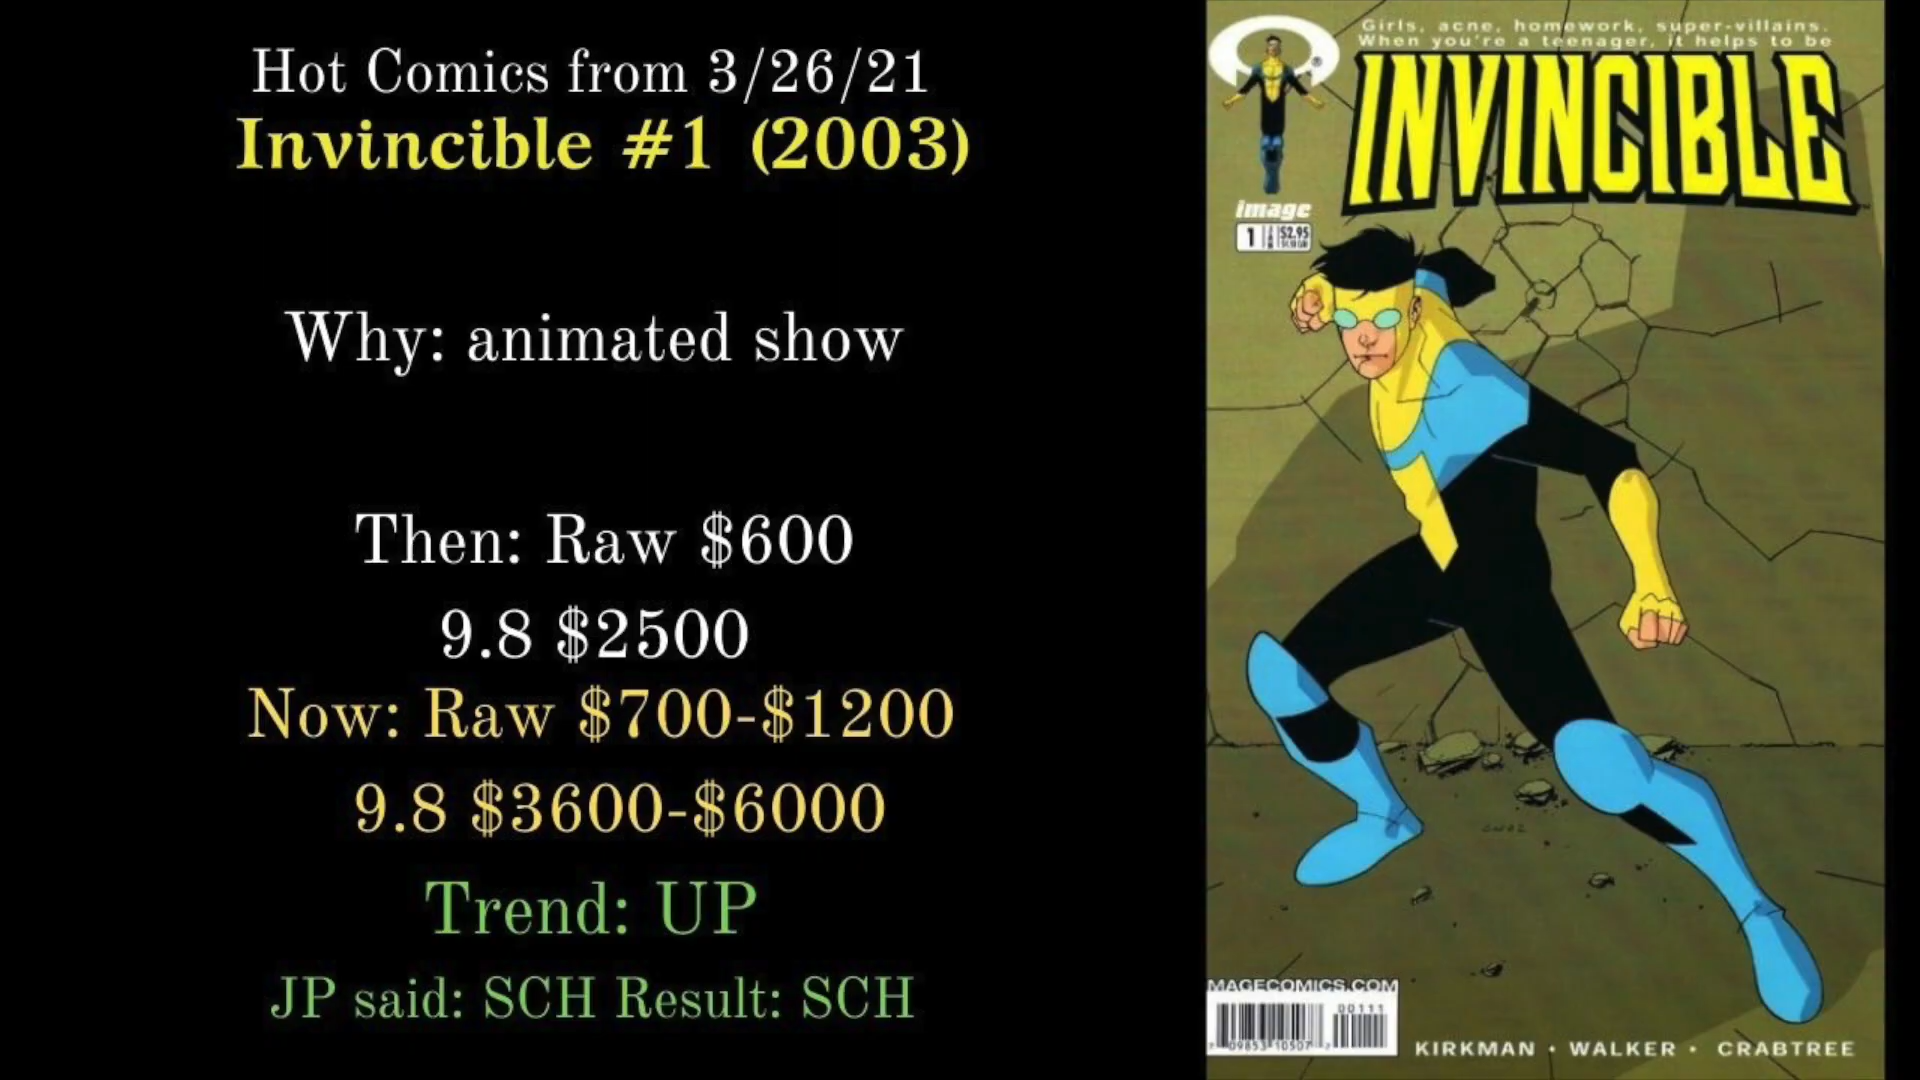 Hot Comics from 3/26/21
Invincible #1 (2003)
Why: animated show
Then: Raw $600
9.8 $2500
Now: Raw $700-$1200
9.8 $3600-$6000
Trend: UP
JP said: SCH Result: SCH
Girls, acne, homework, super-villains.
When you're a teenager, it helps to be
INVINCIBLE
image
1 $2.95
MAGECOMICS.COM
00111
KIRKMAN · WALKER · CRABTREE